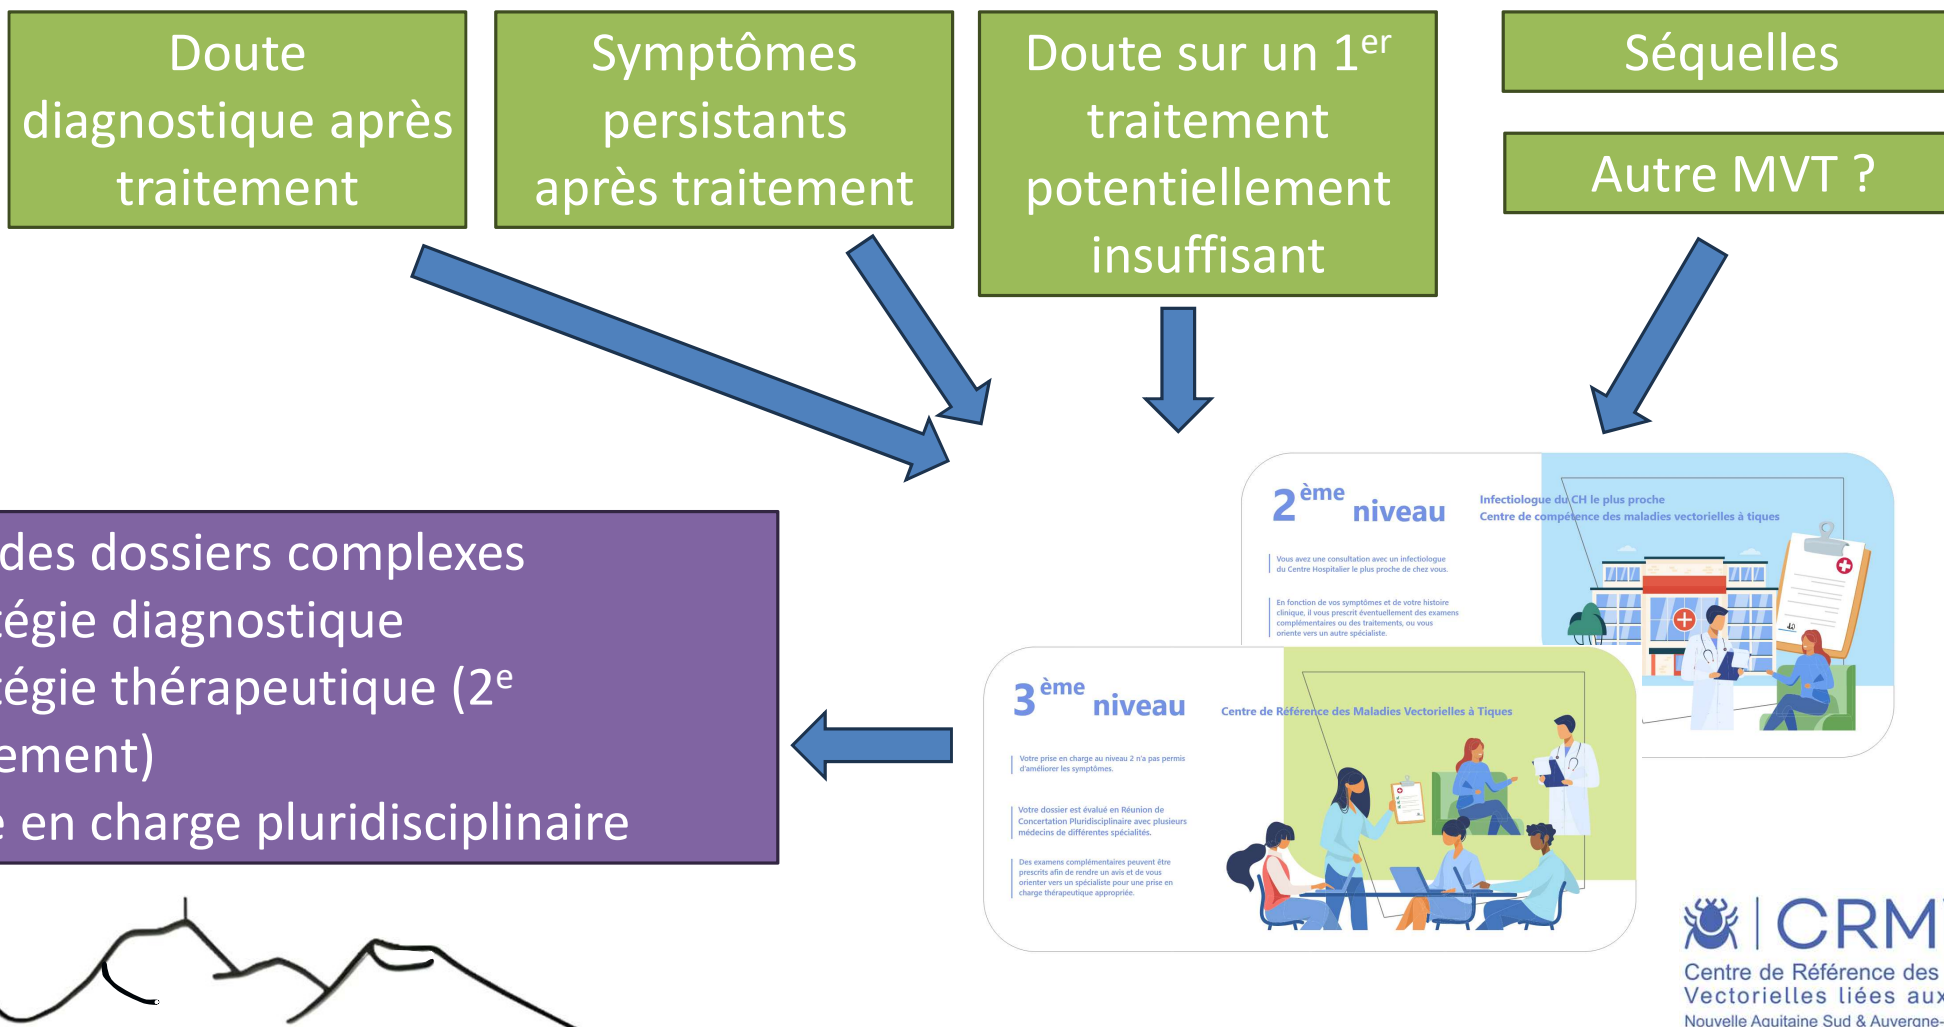 Doute
diagnostique après
traitement
Symptômes
persistants
après traitement
Doute sur un 1er
traitement
potentiellement
insuffisant
Séquelles
Autre MVT ?
des dossiers complexes
tégie diagnostique
tégie thérapeutique (2e
ement)
e en charge pluridisciplinaire
2ème niveau
Infectiologue du CH le plus proche
Centre de compétence des maladies vectorielles à tiques
Vous avez une consultation avec un infectiologue
du Centre Hospitalier le plus proche de chez vous.
En fonction de vos symptômes et de votre histoire
clinique, il vous prescrit éventuellement des examens
complémentaires ou des traitements, ou vous
oriente vers un autre spécialiste.
3ème niveau
Centre de Référence des Maladies Vectorielles à Tiques
Votre prise en charge au niveau 2 n'a pas permis
d'améliorer les symptômes.
Votre dossier est évalué en Réunion de
Concertation Pluridisciplinaire avec plusieurs
médecins de différentes spécialités.
Des examens complémentaires peuvent être
prescrits afin de rendre un avis et de vous
orienter vers un spécialiste pour une prise en
charge thérapeutique appropriée.
CRM
Centre de Référence des
Vectorielles liées aux
Nouvelle Aquitaine Sud & Auvergne-